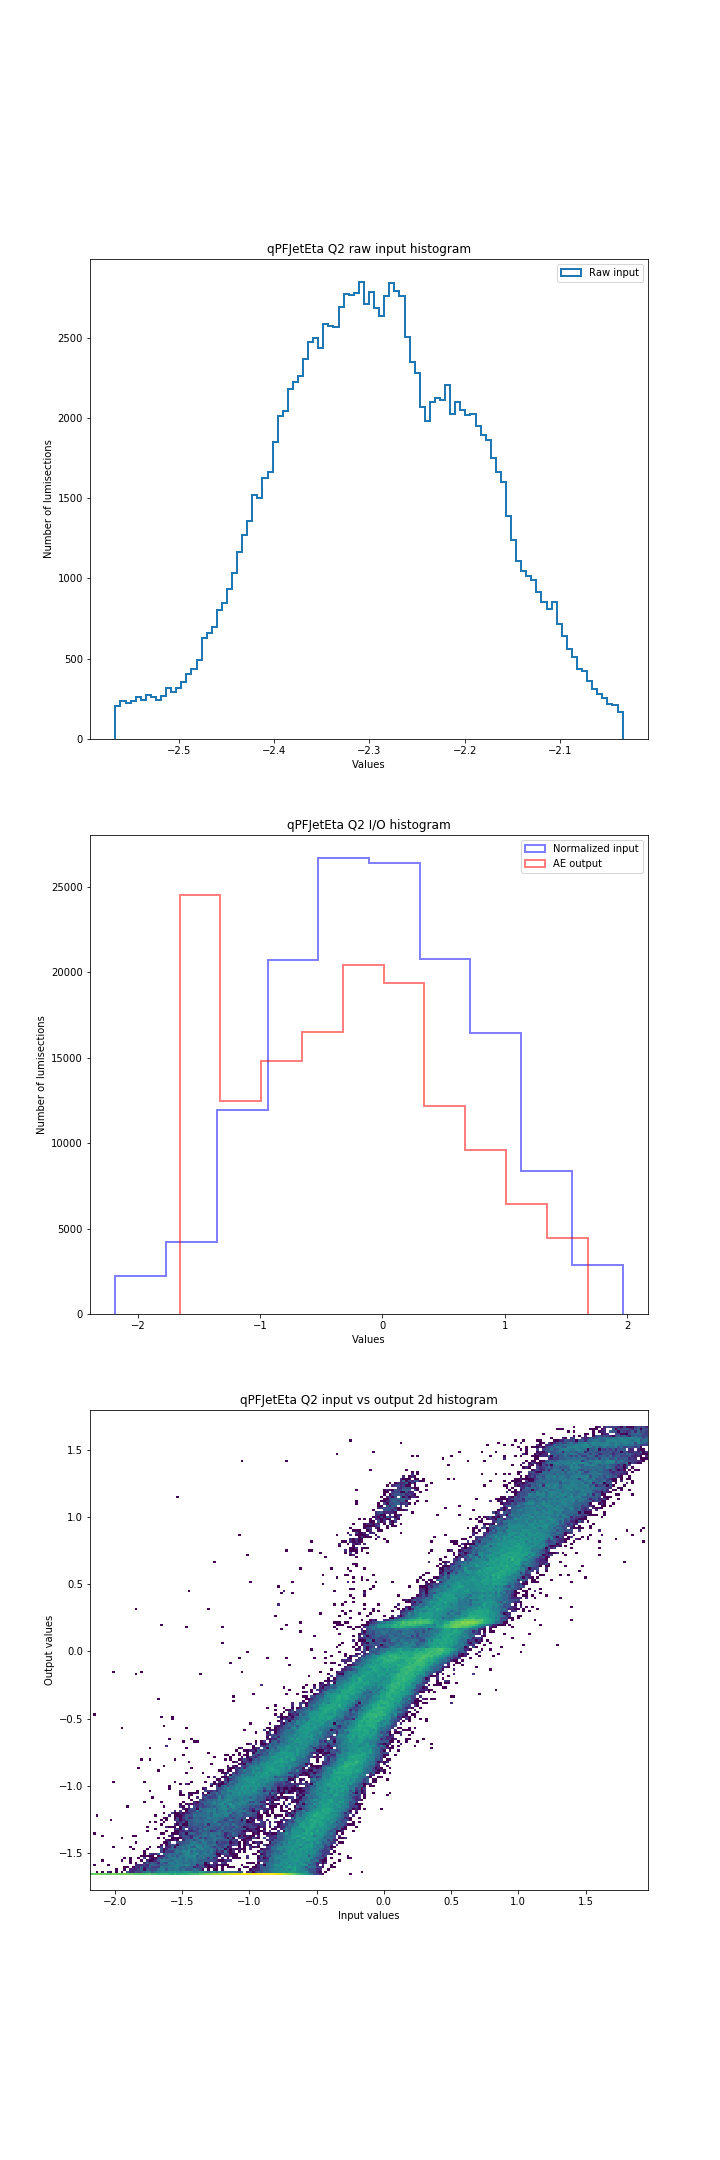 qPFJetEta Q2 raw input histogram
Raw input
2500
2000
1500
1000
500
0
Number of lumisections
−2.5 −2.4 −2.3 −2.2 −2.1
Values
qPFJetEta Q2 I/O histogram
Normalized input
AE output
25000
20000
15000
10000
5000
0
Number of lumisections
−2 −1 0 1 2
Values
qPFJetEta Q2 input vs output 2d histogram
1.5
1.0
0.5
0.0
−0.5
−1.0
−1.5
Output values
−2.0 −1.5 −1.0 −0.5 0.0 0.5 1.0 1.5
Input values